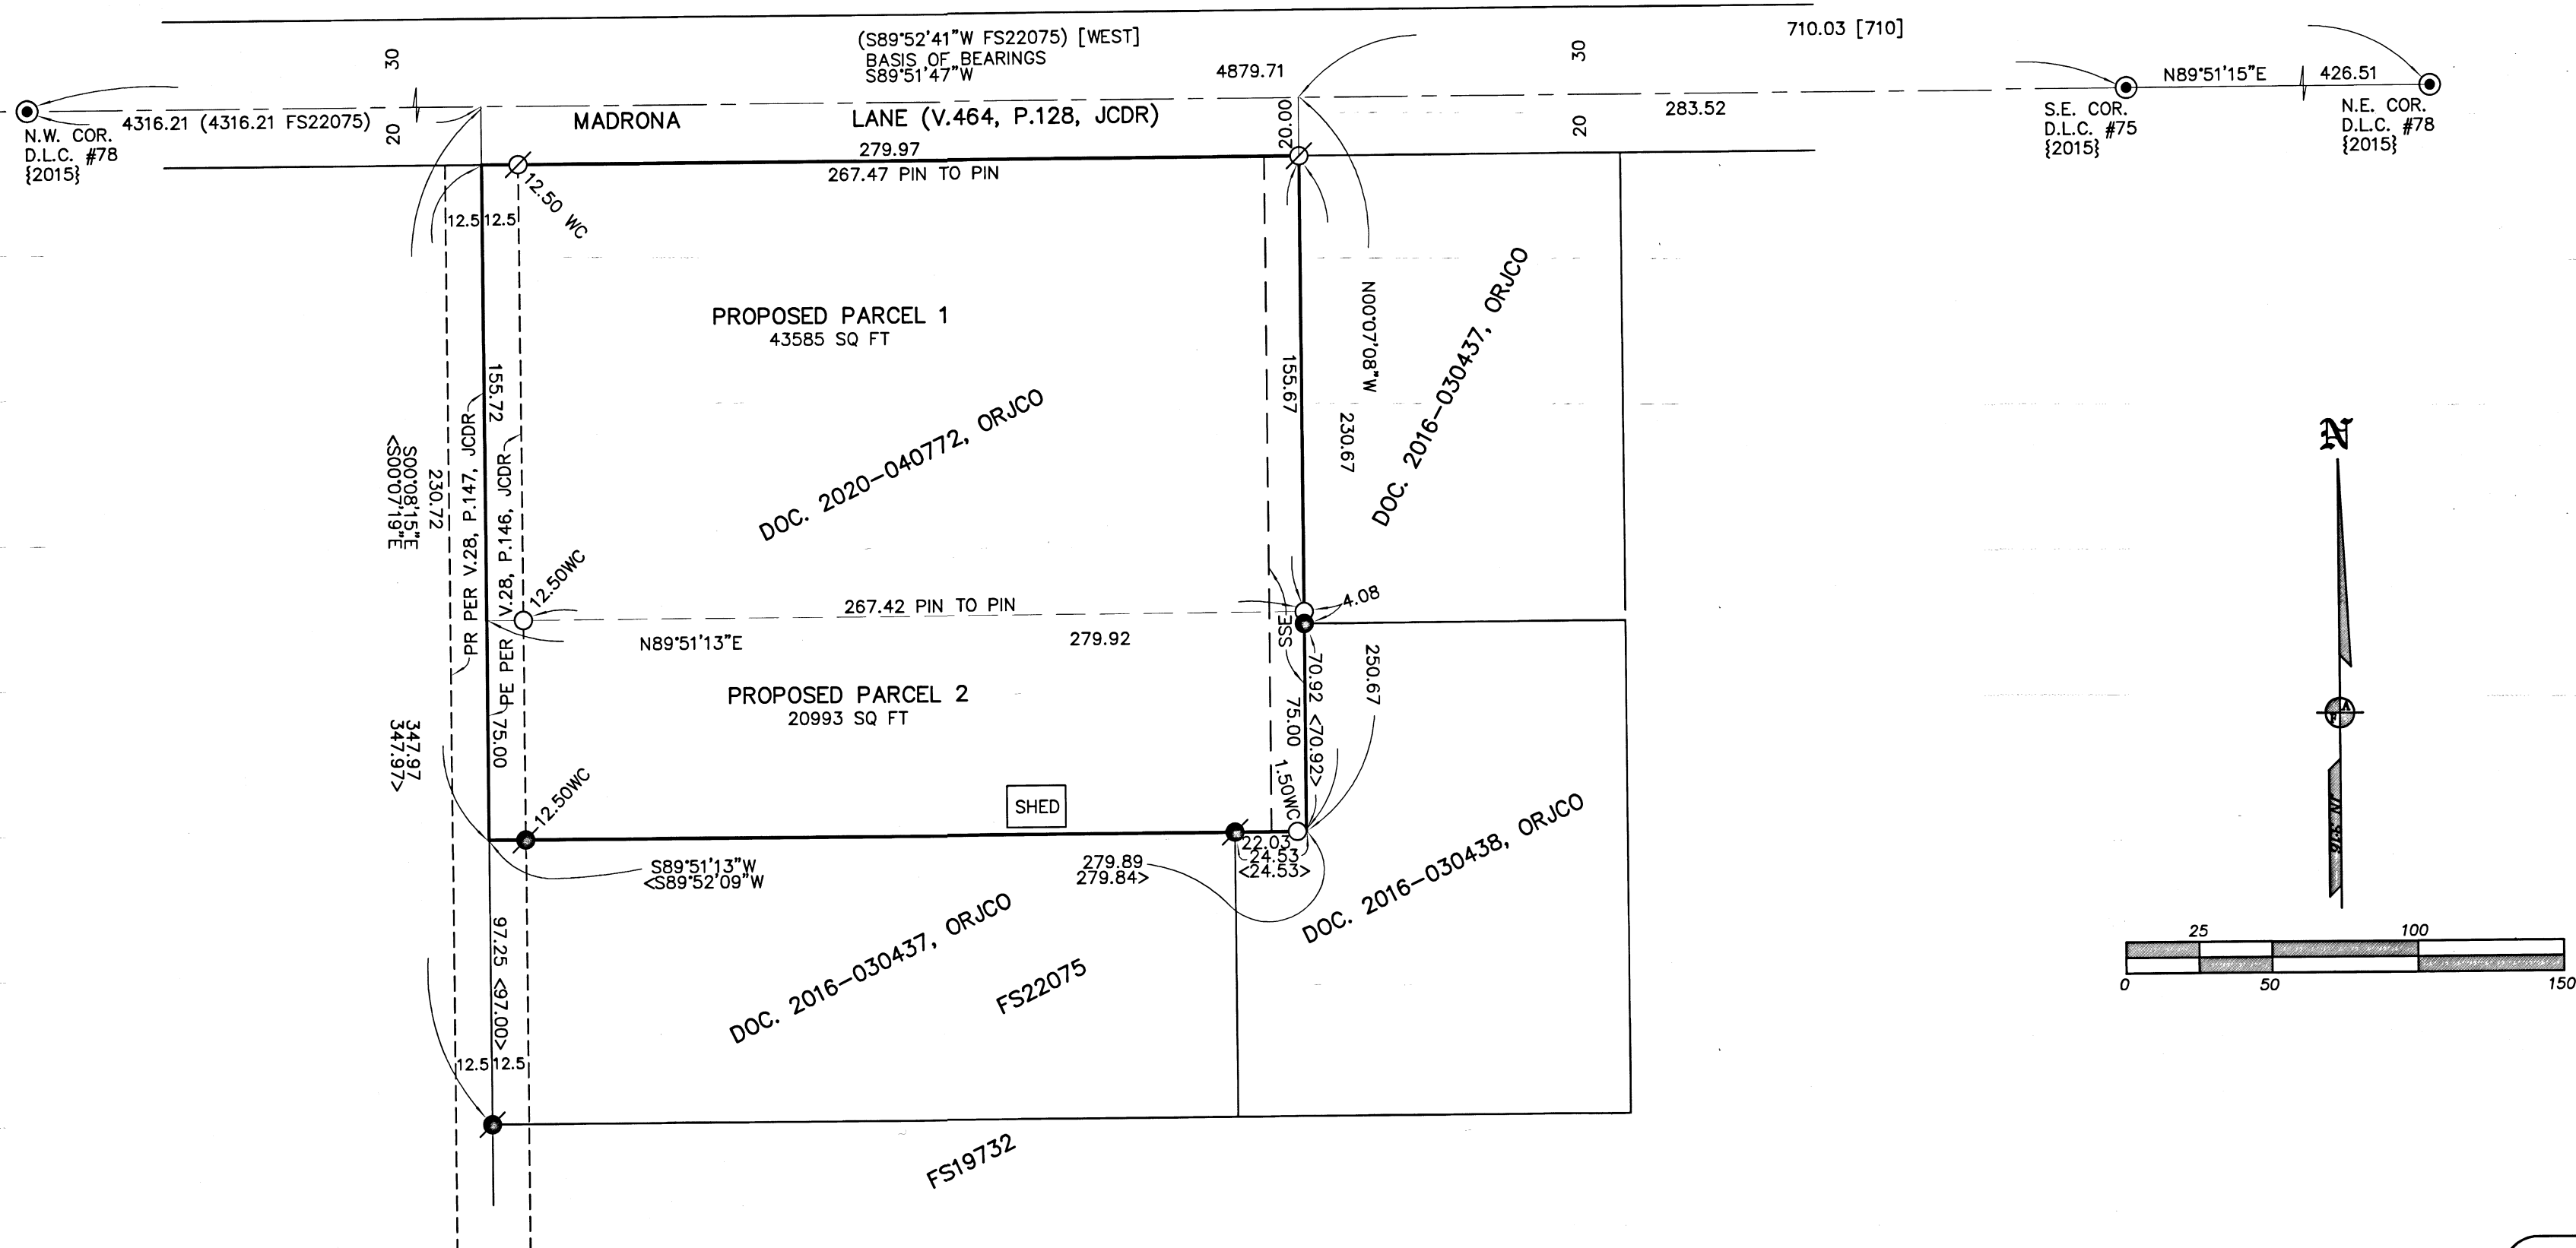 (S89°52'41"W FS22075) [WEST]
BASIS OF BEARINGS
S89°51'47"W
4879.71
710.03 [710]
30
30
N89°51'15"E
426.51
4316.21 (4316.21 FS22075)
20
MADRONA LANE (V.464, P.128, JCDR)
20.00
283.52
20
N.W. COR.
D.L.C. #78
{2015}
S.E. COR.
D.L.C. #75
{2015}
N.E. COR.
D.L.C. #78
{2015}
279.97
267.47 PIN TO PIN
12.50 WC
12.5
12.5
PROPOSED PARCEL 1
43585 SQ FT
155.72
155.67
N00°07'08"W
230.67
DOC. 2016-030437, ORJCO
DOC. 2020-040772, ORJCO
S00°08'15"E
<S00°07'19"E
230.72
PR PER V.28, P.147, JCDR
PE PER V.28, P.146, JCDR
12.50WC
267.42 PIN TO PIN
N89°51'13"E
279.92
4.08
ESS
PROPOSED PARCEL 2
20993 SQ FT
75.00
70.92 <70.92>
75.00
250.67
1.50WC
347.97
347.97>
12.50WC
SHED
22.03
24.53
<24.53>
S89°51'13"W
<S89°52'09"W
279.89
279.84>
DOC. 2016-030438, ORJCO
DOC. 2016-030437, ORJCO
FS22075
97.25 <97.00>
12.5
12.5
FS19732
N
F A
JN 916
25
100
0
50
150